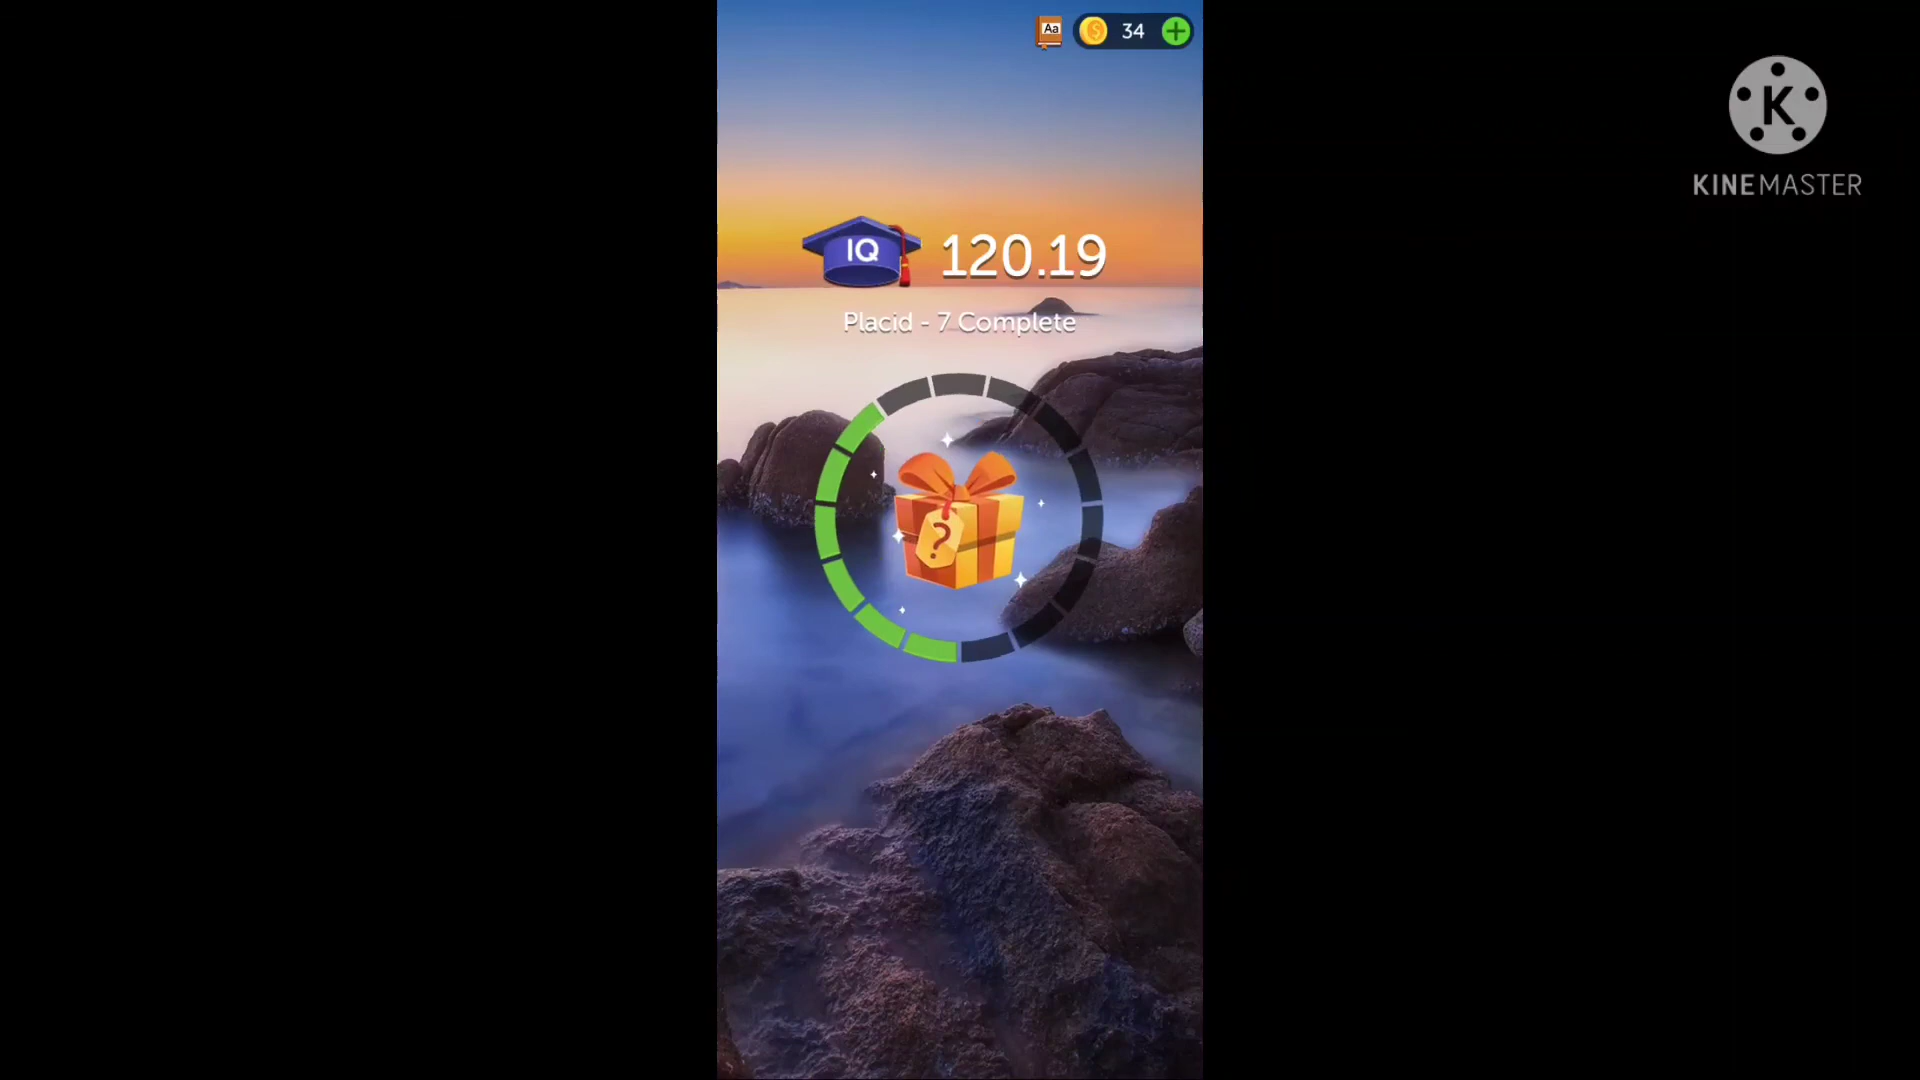 Aa
34
IQ 120.19
Placid - 7 Complete
?
K
KINEMASTER